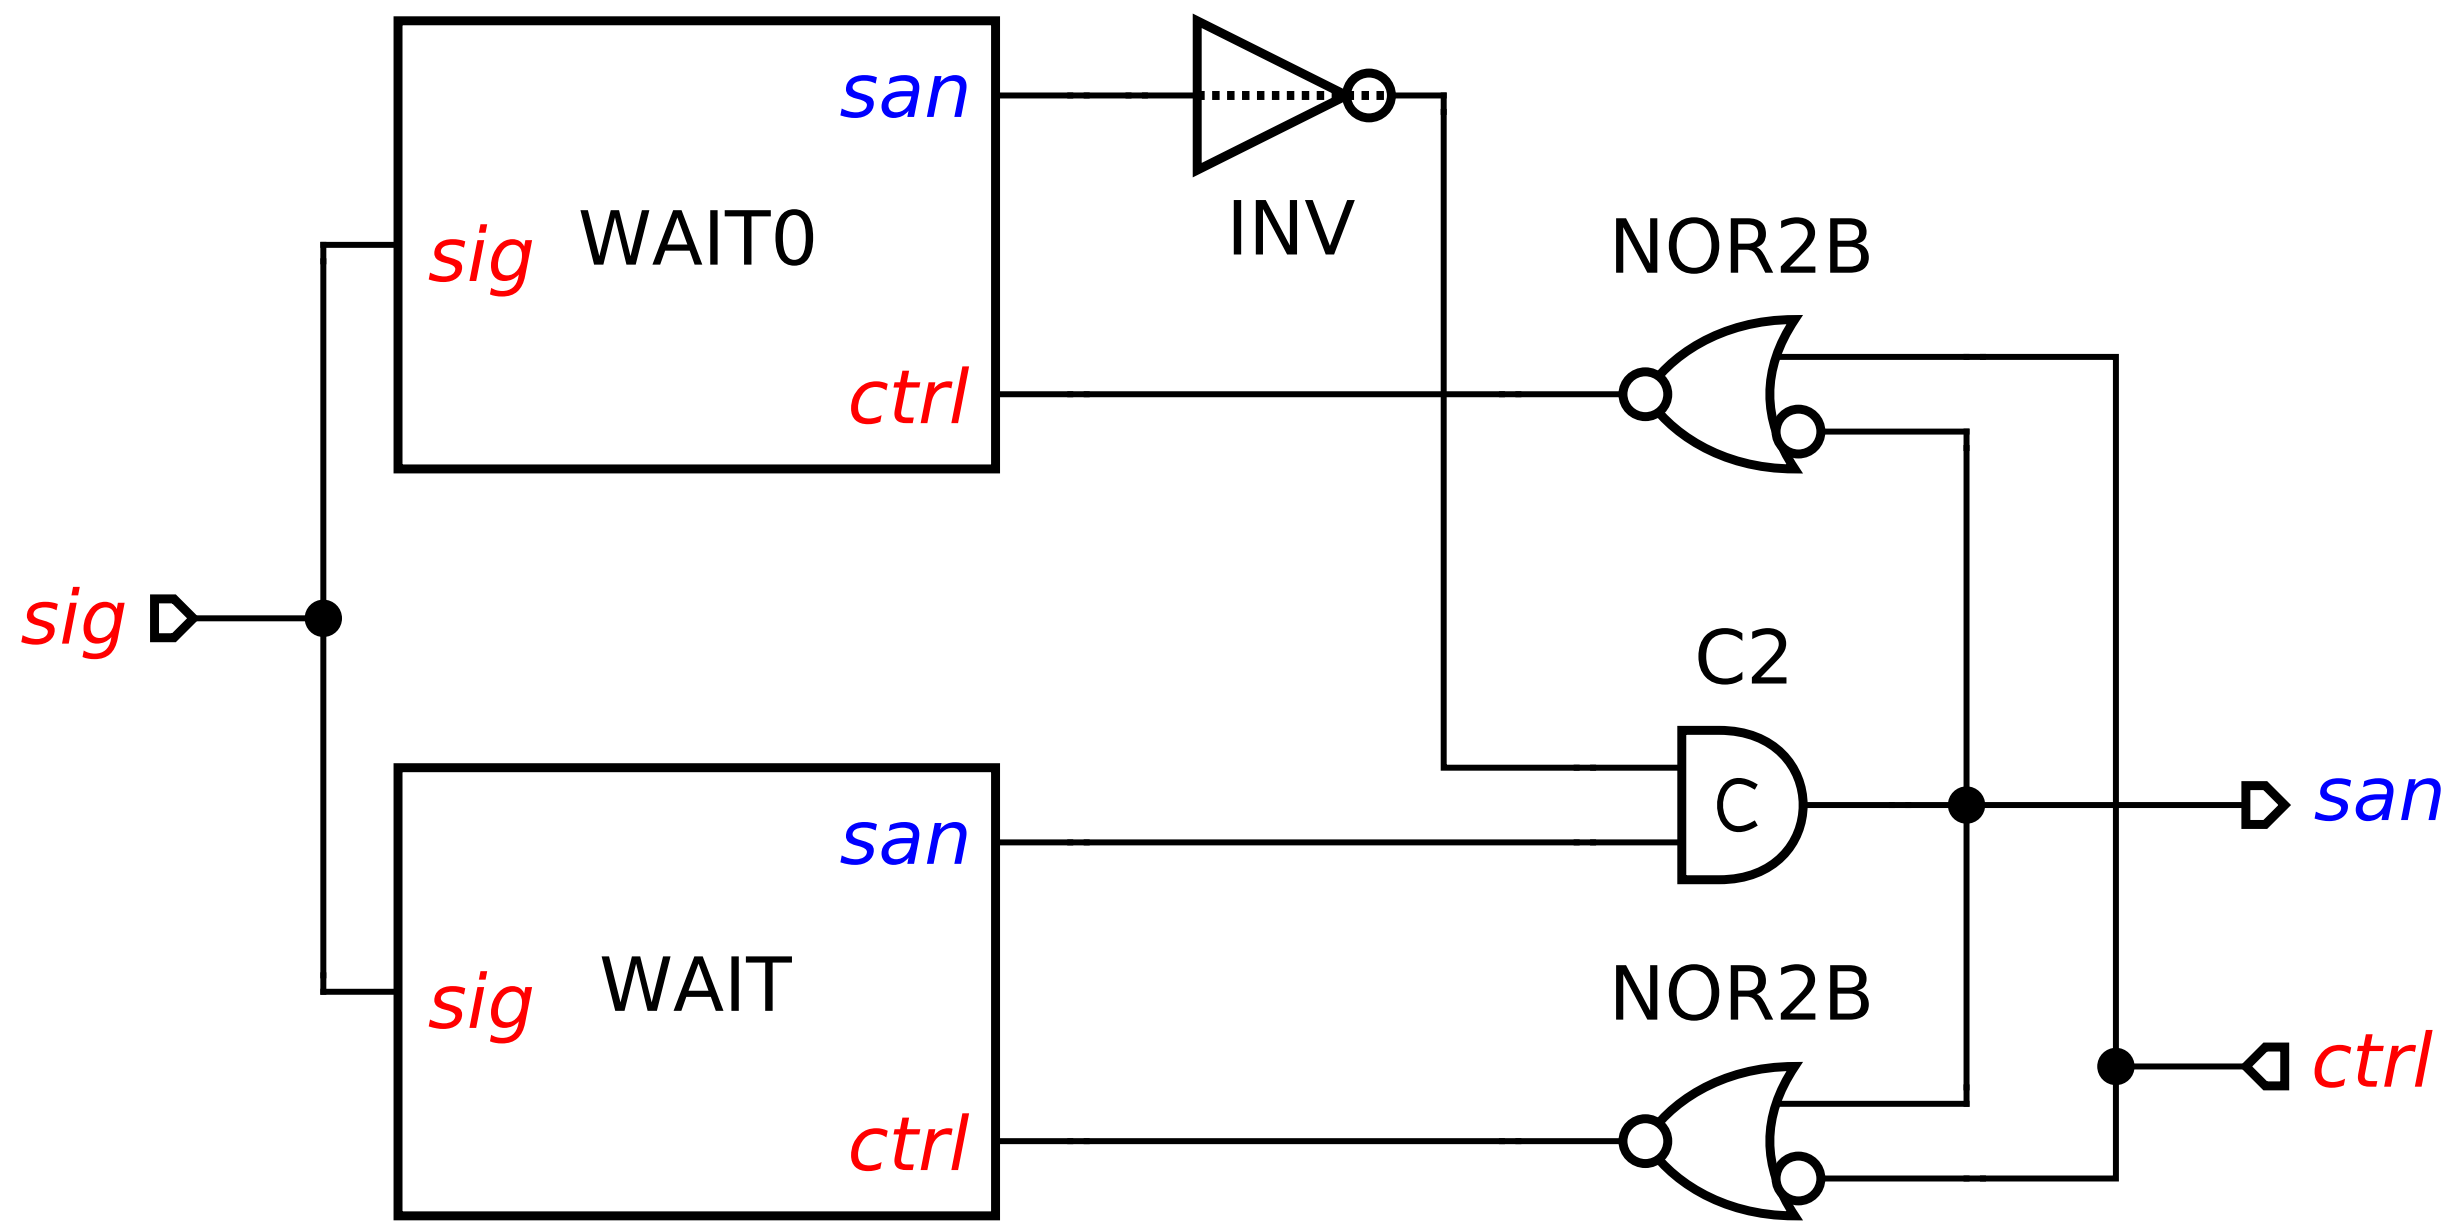 san
WAIT0
sig
ctrl
INV
NOR2B
sig
C2
C
san
san
WAIT
sig
ctrl
NOR2B
ctrl